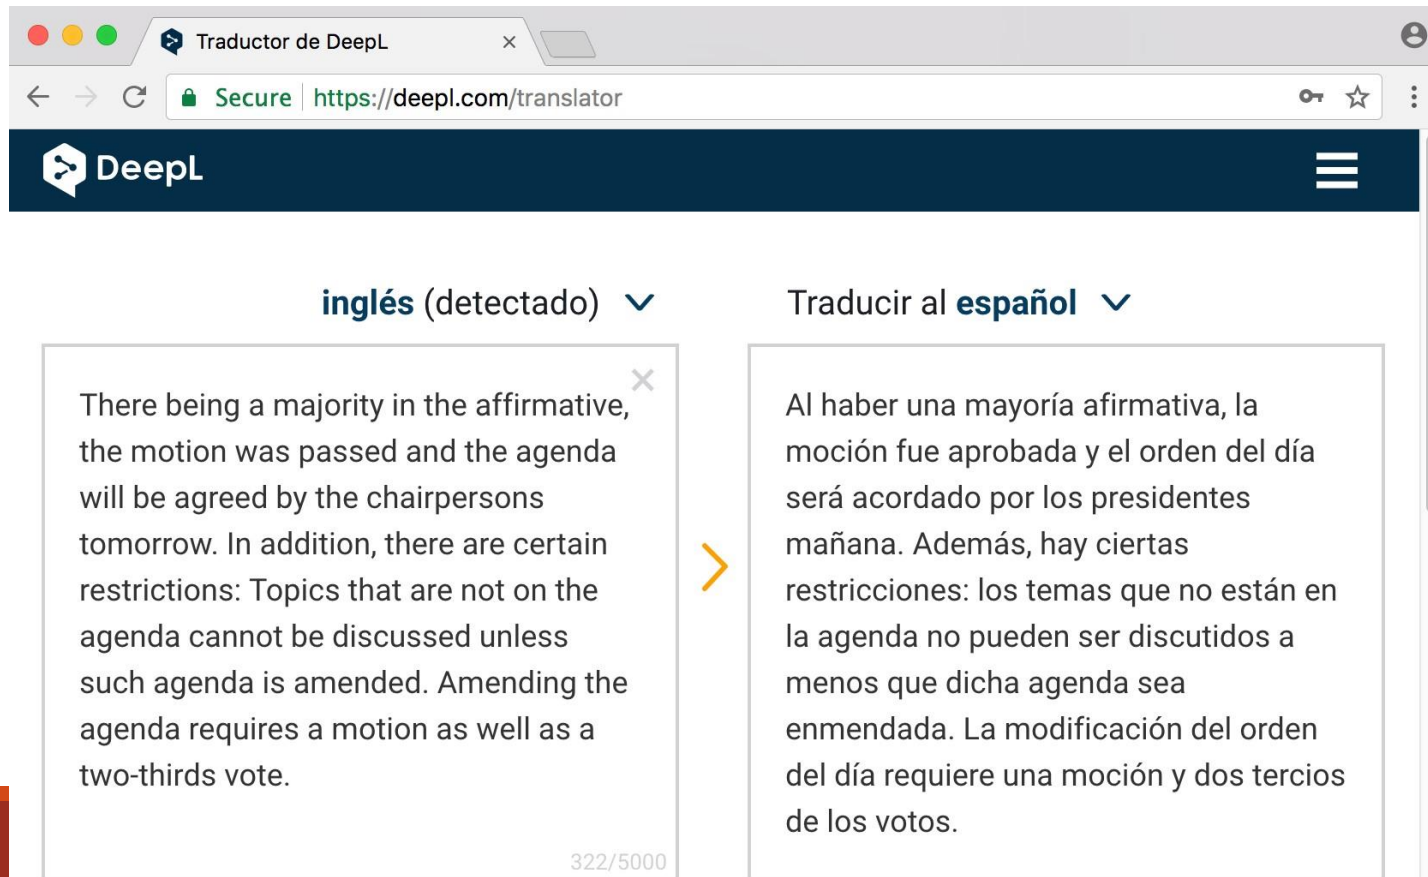 Traductor de DeepL
Secure https://deepl.com/translator
DeepL
inglés (detectado)
There being a majority in the affirmative,
the motion was passed and the agenda
will be agreed by the chairpersons
tomorrow. In addition, there are certain
restrictions: Topics that are not on the
agenda cannot be discussed unless
such agenda is amended. Amending the
agenda requires a motion as well as a
two-thirds vote.
322/5000
Traducir al español
Al haber una mayoría afirmativa, la
moción fue aprobada y el orden del día
será acordado por los presidentes
mañana. Además, hay ciertas
restricciones: los temas que no están en
la agenda no pueden ser discutidos a
menos que dicha agenda sea
enmendada. La modificación del orden
del día requiere una moción y dos tercios
de los votos.